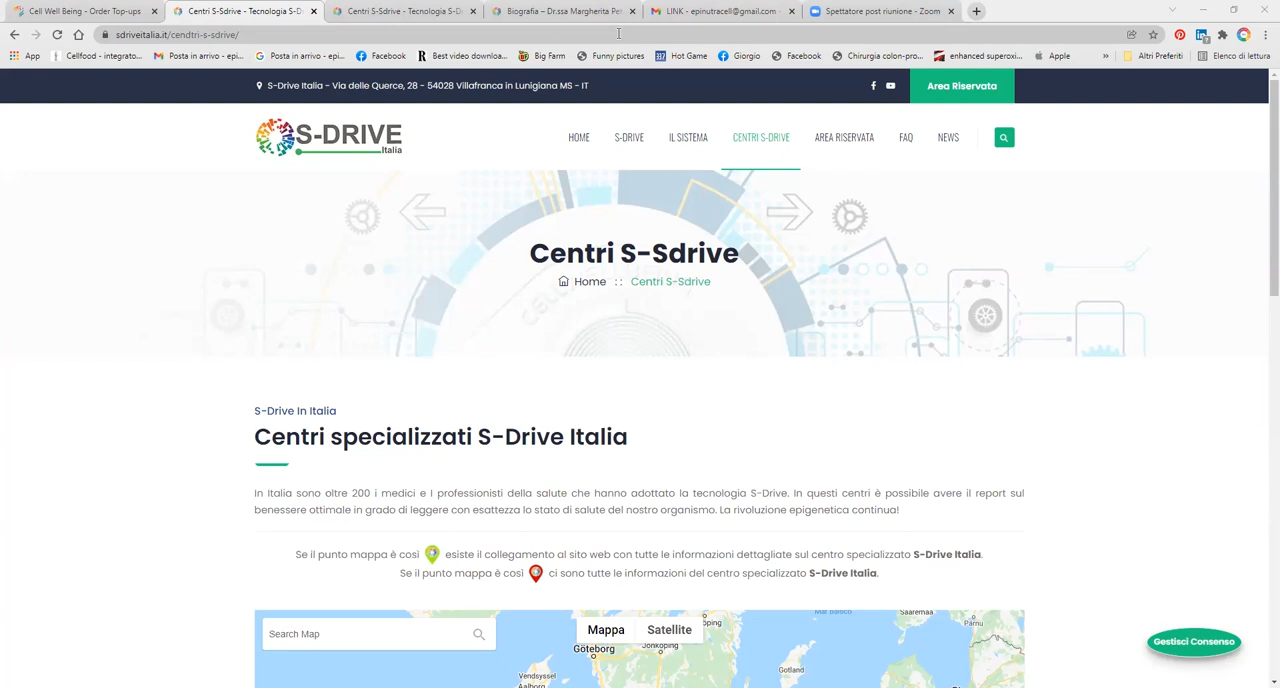 Cell Well Being - Order Top-ups
Centri S-Sdrive - Tecnologia S-D
Centri S-Sdrive - Tecnologia S-D
Biografia – Dr.ssa Margherita Pet
LINK - epinutracell@gmail.com -
Spettatore post riunione - Zoom
sdriveitalia.it/cendtri-s-sdrive/
App
Cellfood - integrato...
Posta in arrivo - epi...
Posta in arrivo - epi...
Facebook
Best video downloa...
Big Farm
Funny pictures
Hot Game
Giorgio
Facebook
Chirurgia colon-pro...
enhanced superoxi...
Apple
»
Altri Preferiti
Elenco di lettura
S-Drive Italia - Via delle Querce, 28 - 54028 Villafranca in Lunigiana MS - IT
Area Riservata
S-DRIVE
Italia
HOME
S-DRIVE
IL SISTEMA
CENTRI S-DRIVE
AREA RISERVATA
FAQ
NEWS
Centri S-Sdrive
Home :: Centri S-Sdrive
S-Drive In Italia
Centri specializzati S-Drive Italia
In Italia sono oltre 200 i medici e I professionisti della salute che hanno adottato la tecnologia S-Drive. In questi centri è possibile avere il report sul
benessere ottimale in grado di leggere con esattezza lo stato di salute del nostro organismo. La rivoluzione epigenetica continua!
Se il punto mappa è così esiste il collegamento al sito web con tutte le informazioni dettagliate sul centro specializzato S-Drive Italia.
Se il punto mappa è così ci sono tutte le informazioni del centro specializzato S-Drive Italia.
Search Map
Mappa
Satellite
Mar Baltico
Saaremaa
Pärnu
Göteborg
Jönköping
Gotland
Vendsyssel
Aalborg
Gestisci Consenso